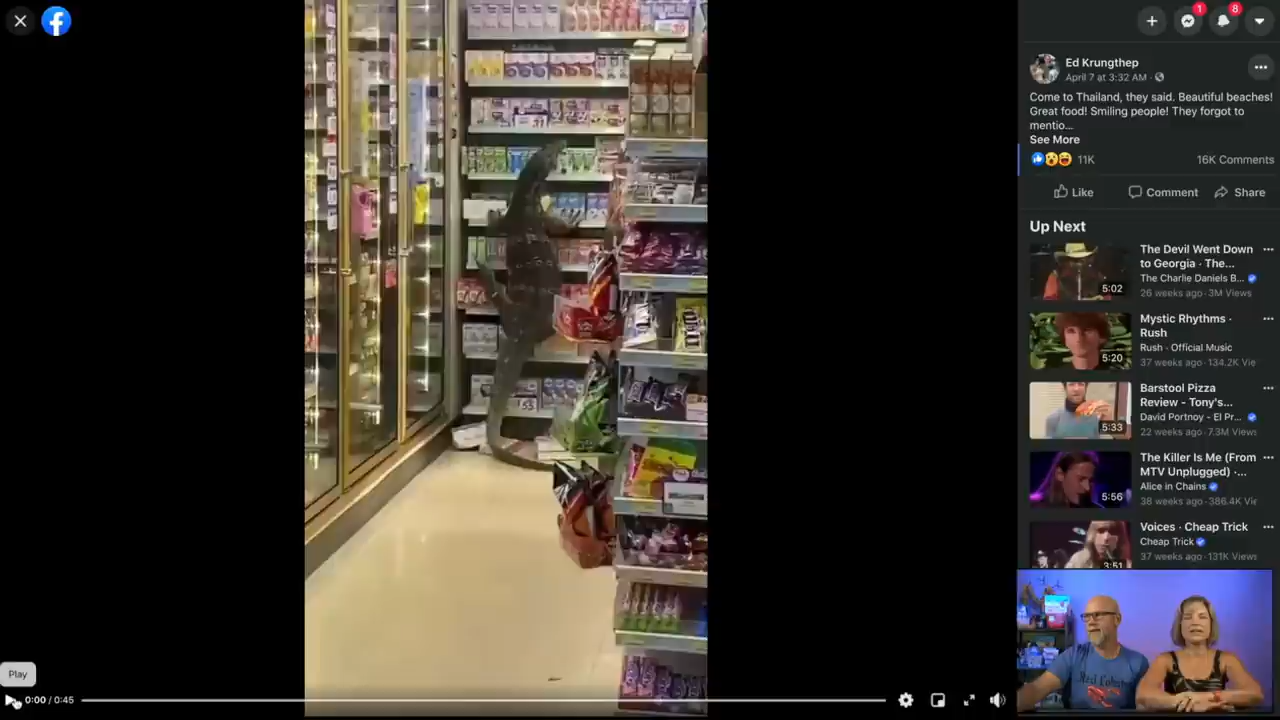 1
8
Ed Krungthep
April 7 at 3:32 AM ·
Come to Thailand, they said. Beautiful beaches!
Great food! Smiling people! They forgot to
mentio...
See More
11K
16K Comments
Like
Comment
Share
Up Next
The Devil Went Down
to Georgia · The...
The Charlie Daniels B...
26 weeks ago · 3M Views
5:02
Mystic Rhythms ·
Rush
Rush - Official Music
37 weeks ago · 134.2K Vie
5:20
Barstool Pizza
Review - Tony's...
David Portnoy - El Pr...
22 weeks ago · 7.3M Views
5:33
The Killer Is Me (From
MTV Unplugged) ·...
Alice in Chains
38 weeks ago · 386.4K Vie
5:56
Voices · Cheap Trick
Cheap Trick
37 weeks ago · 131K Views
3:51
Play
0:00 / 0:45